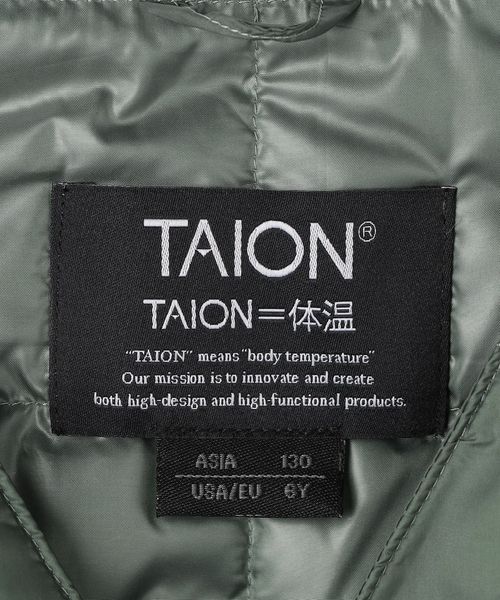 TAION®
TAION=体温
“TAION” means “body temperature”
Our mission is to innovate and create
both high-design and high-functional products.
ASIA 130
USA/EU 6Y